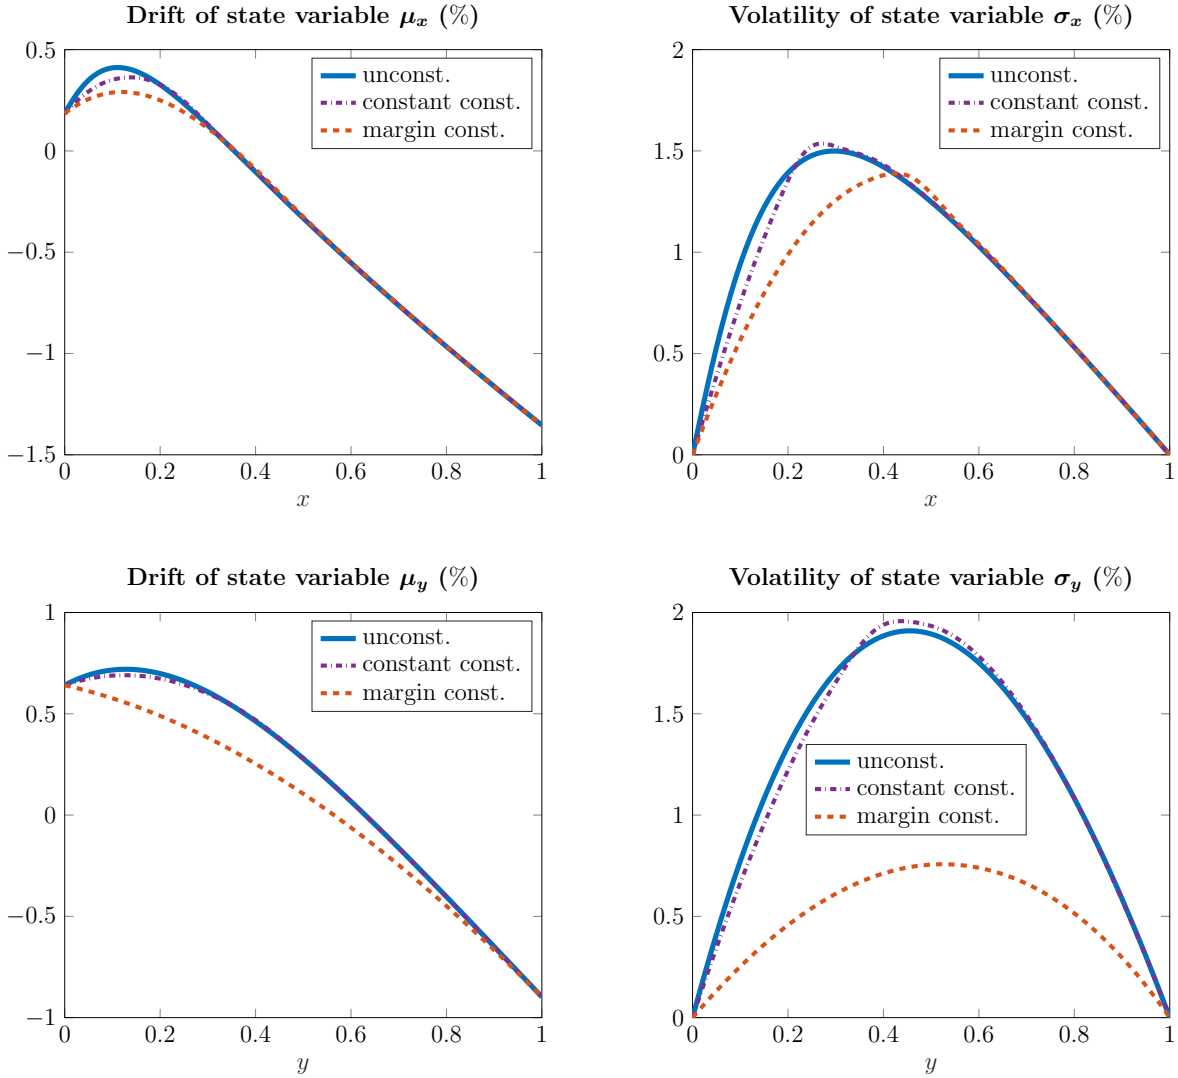 Drift of state variable μx (%)
0.5
0
−0.5
−1
−1.5
0 0.2 0.4 0.6 0.8 1
x
unconst.
constant const.
margin const.
Volatility of state variable σx (%)
2
1.5
1
0.5
0
0 0.2 0.4 0.6 0.8 1
x
unconst.
constant const.
margin const.
Drift of state variable μy (%)
1
0.5
0
−0.5
−1
0 0.2 0.4 0.6 0.8 1
y
unconst.
constant const.
margin const.
Volatility of state variable σy (%)
2
1.5
1
0.5
0
0 0.2 0.4 0.6 0.8 1
y
unconst.
constant const.
margin const.